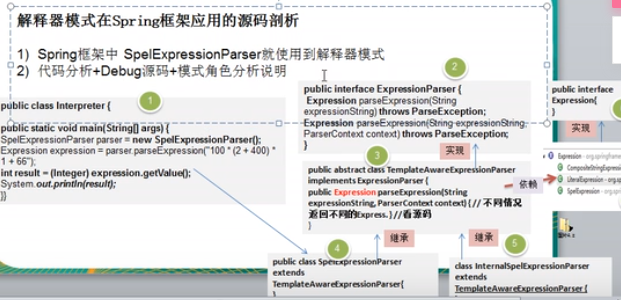 解释器模式在Spring框架应用的源码剖析
1) Spring框架中 SpelExpressionParser就使用到解释器模式
2) 代码分析+Debug源码+模式角色分析说明
1
public class Interpreter {
public static void main(String[] args) {
SpelExpressionParser parser = new SpelExpressionParser();
Expression expression = parser.parseExpression("100 * (2 + 400) *
1 + 66");
int result = (Integer) expression.getValue();
System.out.println(result);
}}
2
public interface ExpressionParser {
Expression parseExpression(String
expressionString) throws ParseException;
Expression parseExpression(String expressionString,
ParserContext context) throws ParseException;
}
实现
3
public abstract class TemplateAwareExpressionParser
implements ExpressionParser {
public Expression parseExpression(String
expressionString, ParserContext context) { // 不同情况
返回不同的Express. } //看源码
}
依赖
继承
继承
4
public class SpelExpressionParser
extends
TemplateAwareExpressionParser{
}
5
class InternalSpelExpressionParser
extends
TemplateAwareExpressionParser {
public interface
Expression{
}
实现
Expression - org.springframe
CompositeStringExpression
LiteralExpression - org.sp
SpelExpression - org.sp